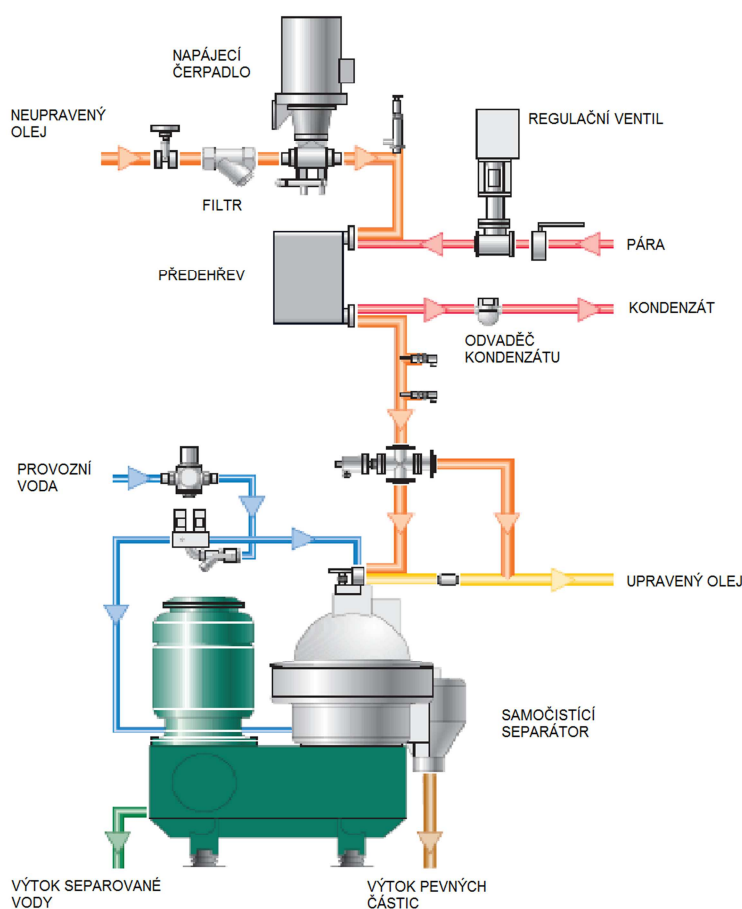 NAPÁJECÍ
ČERPADLO
NEUPRAVENÝ
OLEJ
REGULAČNÍ VENTIL
FILTR
PÁRA
PŘEDEHŘEV
KONDENZÁT
ODVADĚČ
KONDENZÁTU
PROVOZNÍ
VODA
UPRAVENÝ OLEJ
SAMOČISTÍCÍ
SEPARÁTOR
VÝTOK SEPAROVANÉ
VODY
VÝTOK PEVNÝCH
ČÁSTIC